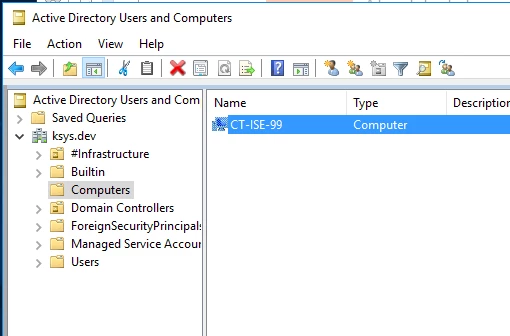 Active Directory Users and Computers
File Action View Help
Active Directory Users and Com
Saved Queries
ksys.dev
#Infrastructure
Builtin
Computers
Domain Controllers
ForeignSecurityPrincipals
Managed Service Accour
Users
Name Type Description
CT-ISE-99 Computer